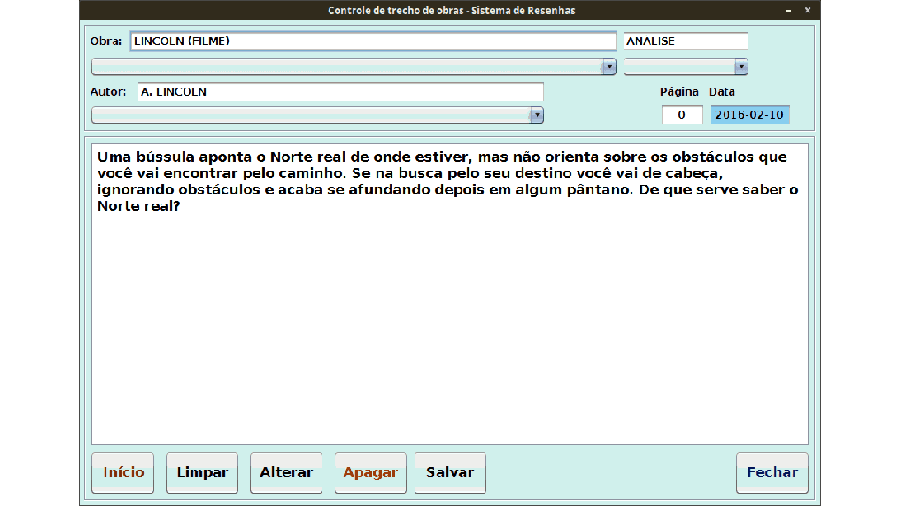 Controle de trecho de obras - Sistema de Resenhas
Obra: LINCOLN (FILME) ANALISE
Autor: A. LINCOLN Página Data
0 2016-02-10
Uma bússula aponta o Norte real de onde estiver, mas não orienta sobre os obstáculos que
você vai encontrar pelo caminho. Se na busca pelo seu destino você vai de cabeça,
ignorando obstáculos e acaba se afundando depois em algum pântano. De que serve saber o
Norte real?
Início Limpar Alterar Apagar Salvar Fechar